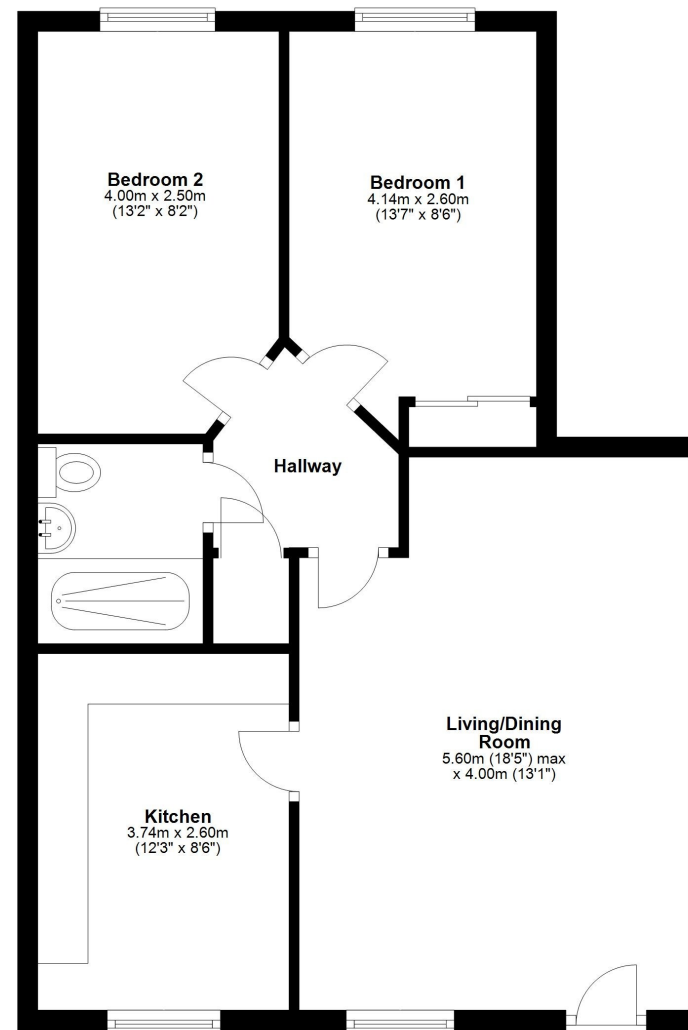 Bedroom 2
4.00m x 2.50m
(13'2" x 8'2")
Bedroom 1
4.14m x 2.60m
(13'7" x 8'6")
Hallway
Living/Dining
Room
5.60m (18'5") max
x 4.00m (13'1")
Kitchen
3.74m x 2.60m
(12'3" x 8'6")